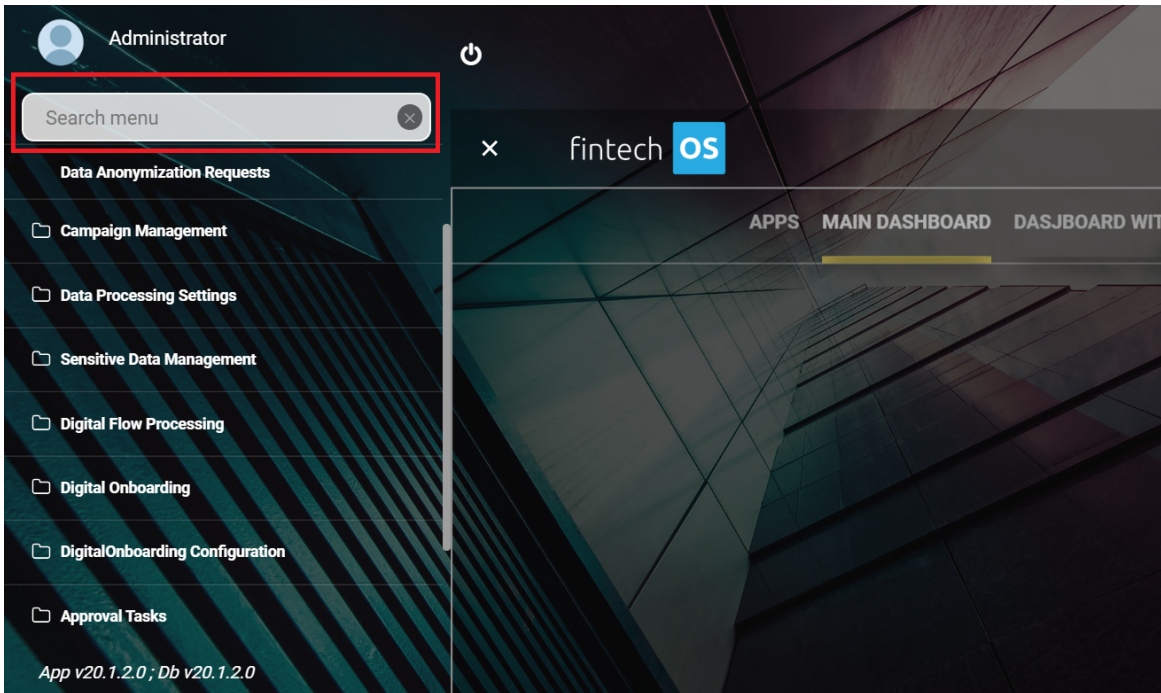 Administrator
Search menu
Data Anonymization Requests
Campaign Management
Data Processing Settings
Sensitive Data Management
Digital Flow Processing
Digital Onboarding
DigitalOnboarding Configuration
Approval Tasks
App v20.1.2.0 ; Db v20.1.2.0
fintech OS
APPS MAIN DASHBOARD DASJBOARD WIT